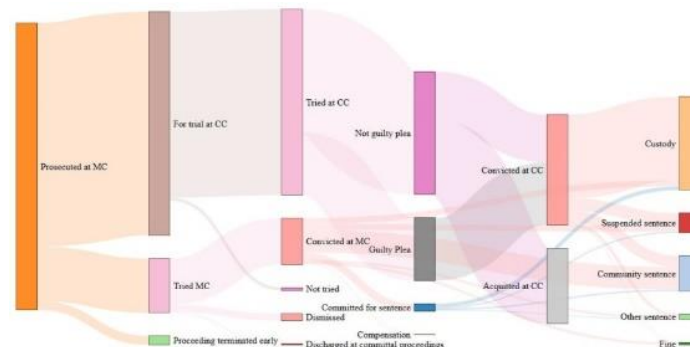 Prosecuted at MC
For trial at CC
Tried MC
Proceeding terminated early
Tried at CC
Convicted at MC
Not tried
Dismissed
Discharged at committal proceedings
Not guilty plea
Guilty Plea
Committed for sentence
Compensation
Convicted at CC
Acquitted at CC
Custody
Suspended sentence
Community sentence
Other sentence
Fine